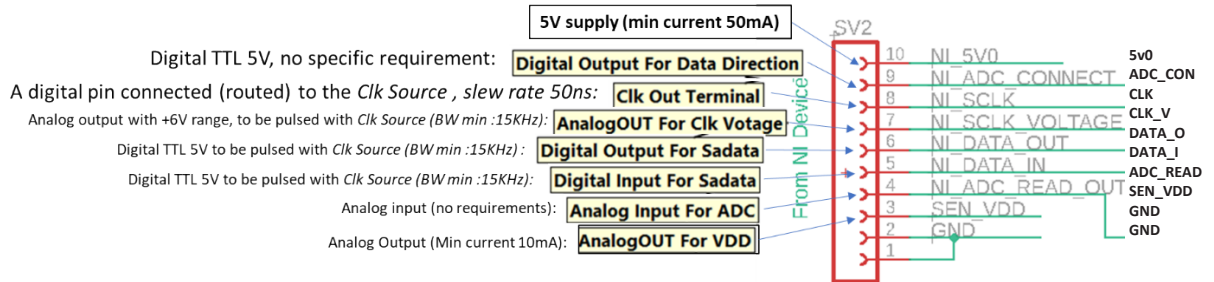 5V supply (min current 50mA)
SV2
Digital TTL 5V, no specific requirement: Digital Output For Data Direction
A digital pin connected (routed) to the Clk Source , slew rate 50ns: Clk Out Terminal
Analog output with +6V range, to be pulsed with Clk Source (BW min :15KHz): AnalogOUT For Clk Votage
Digital TTL 5V to be pulsed with Clk Source (BW min :15KHz) : Digital Output For Sadata
Digital TTL 5V to be pulsed with Clk Source (BW min :15KHz): Digital Input For Sadata
Analog input (no requirements): Analog Input For ADC
Analog Output (Min current 10mA): AnalogOUT For VDD
From NI Device
10 NI_5V0
9 NI_ADC_CONNECT
8 NI_SCLK
7 NI_SCLK_VOLTAGE
6 NI_DATA_OUT
5 NI_DATA_IN
4 NI_ADC_READ_OUT
3 SEN_VDD
2 GND
1
5v0
ADC_CON
CLK
CLK_V
DATA_O
DATA_I
ADC_READ
SEN_VDD
GND
GND